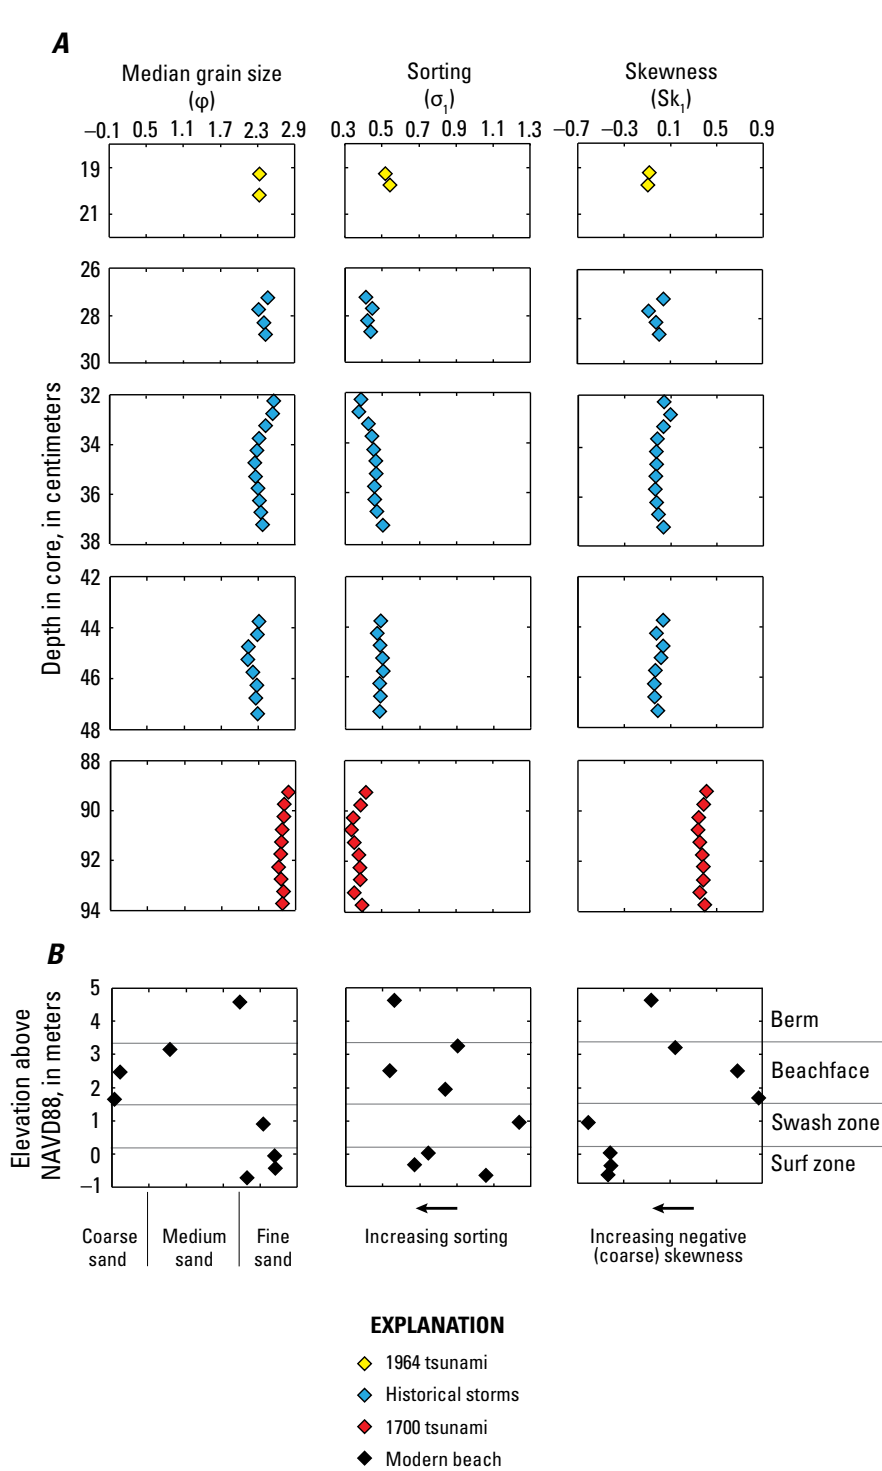 A
Median grain size
(φ)
Sorting
(σ1)
Skewness
(Sk1)
–0.1 0.5 1.1 1.7 2.3 2.9
0.3 0.5 0.7 0.9 1.1 1.3
–0.7 –0.3 0.1 0.5 0.9
19
21
26
28
30
32
34
36
38
42
44
46
48
88
90
92
94
Depth in core, in centimeters
B
5
4
3
2
1
0
–1
Elevation above
NAVD88, in meters
Berm
Beachface
Swash zone
Surf zone
Coarse
sand
Medium
sand
Fine
sand
Increasing sorting
Increasing negative
(coarse) skewness
EXPLANATION
1964 tsunami
Historical storms
1700 tsunami
Modern beach